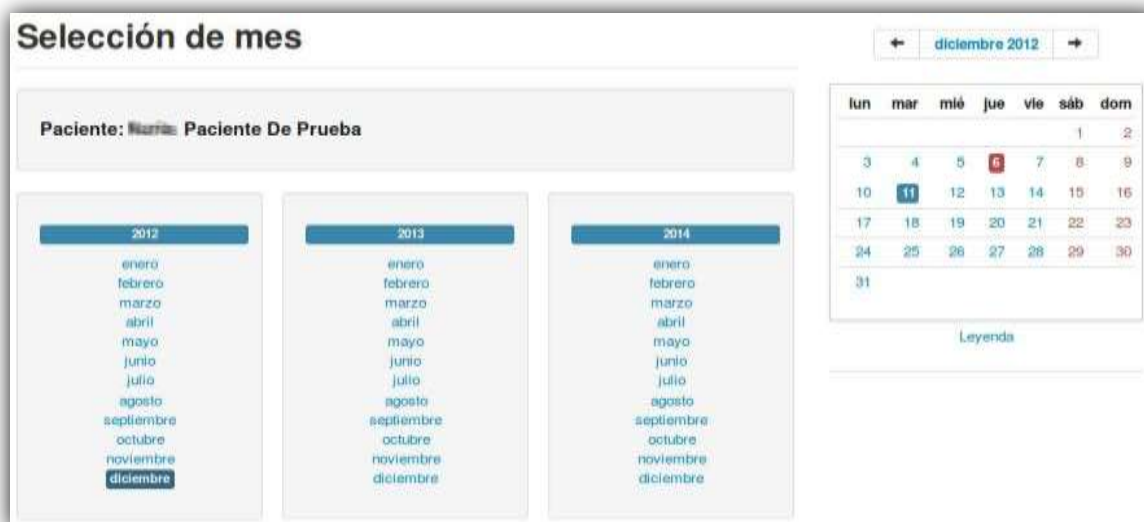 Selección de mes
Paciente: Paciente De Prueba
2012
enero
febrero
marzo
abril
mayo
junio
julio
agosto
septiembre
octubre
noviembre
diciembre
2013
enero
febrero
marzo
abril
mayo
junio
julio
agosto
septiembre
octubre
noviembre
diciembre
2014
enero
febrero
marzo
abril
mayo
junio
julio
agosto
septiembre
octubre
noviembre
diciembre
← diciembre 2012 →
lun mar mié jue vie sáb dom
1 2
3 4 5 6 7 8 9
10 11 12 13 14 15 16
17 18 19 20 21 22 23
24 25 26 27 28 29 30
31
Leyenda